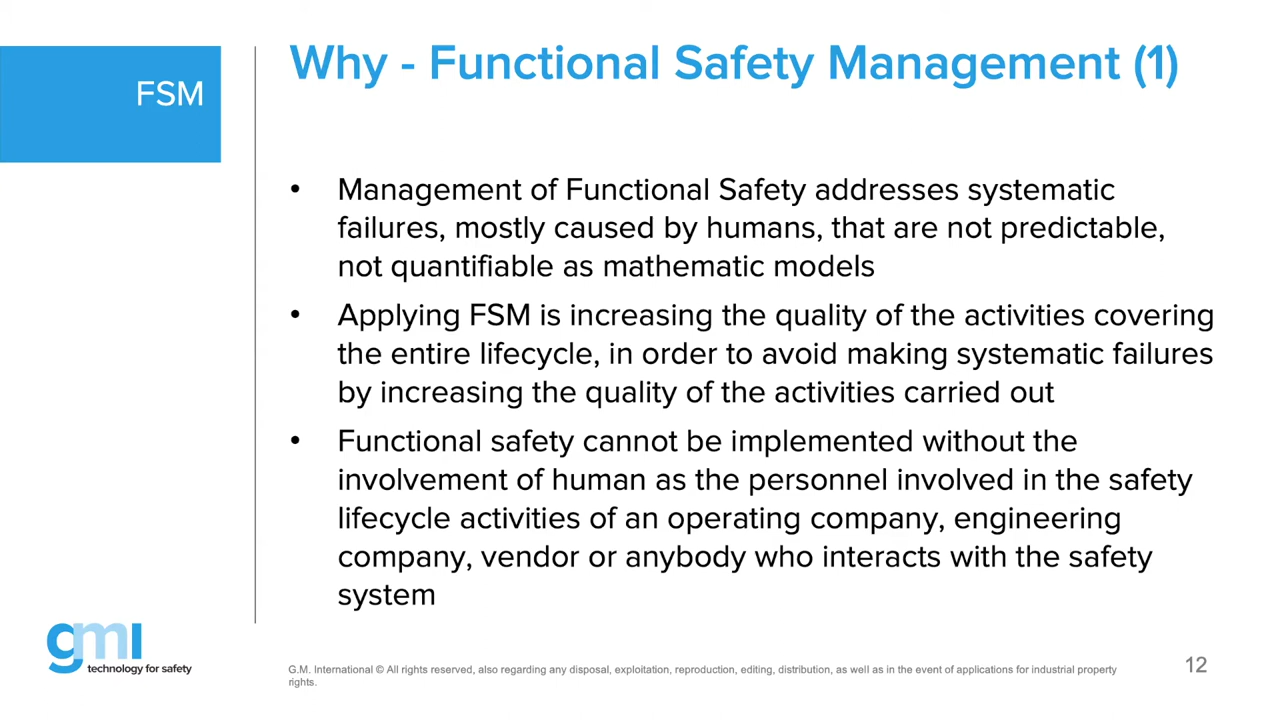 FSM
Why - Functional Safety Management (1)
• Management of Functional Safety addresses systematic
failures, mostly caused by humans, that are not predictable,
not quantifiable as mathematic models
• Applying FSM is increasing the quality of the activities covering
the entire lifecycle, in order to avoid making systematic failures
by increasing the quality of the activities carried out
• Functional safety cannot be implemented without the
involvement of human as the personnel involved in the safety
lifecycle activities of an operating company, engineering
company, vendor or anybody who interacts with the safety
system
gmi
technology for safety
G.M. International © All rights reserved, also regarding any disposal, exploitation, reproduction, editing, distribution, as well as in the event of applications for industrial property
rights.
12